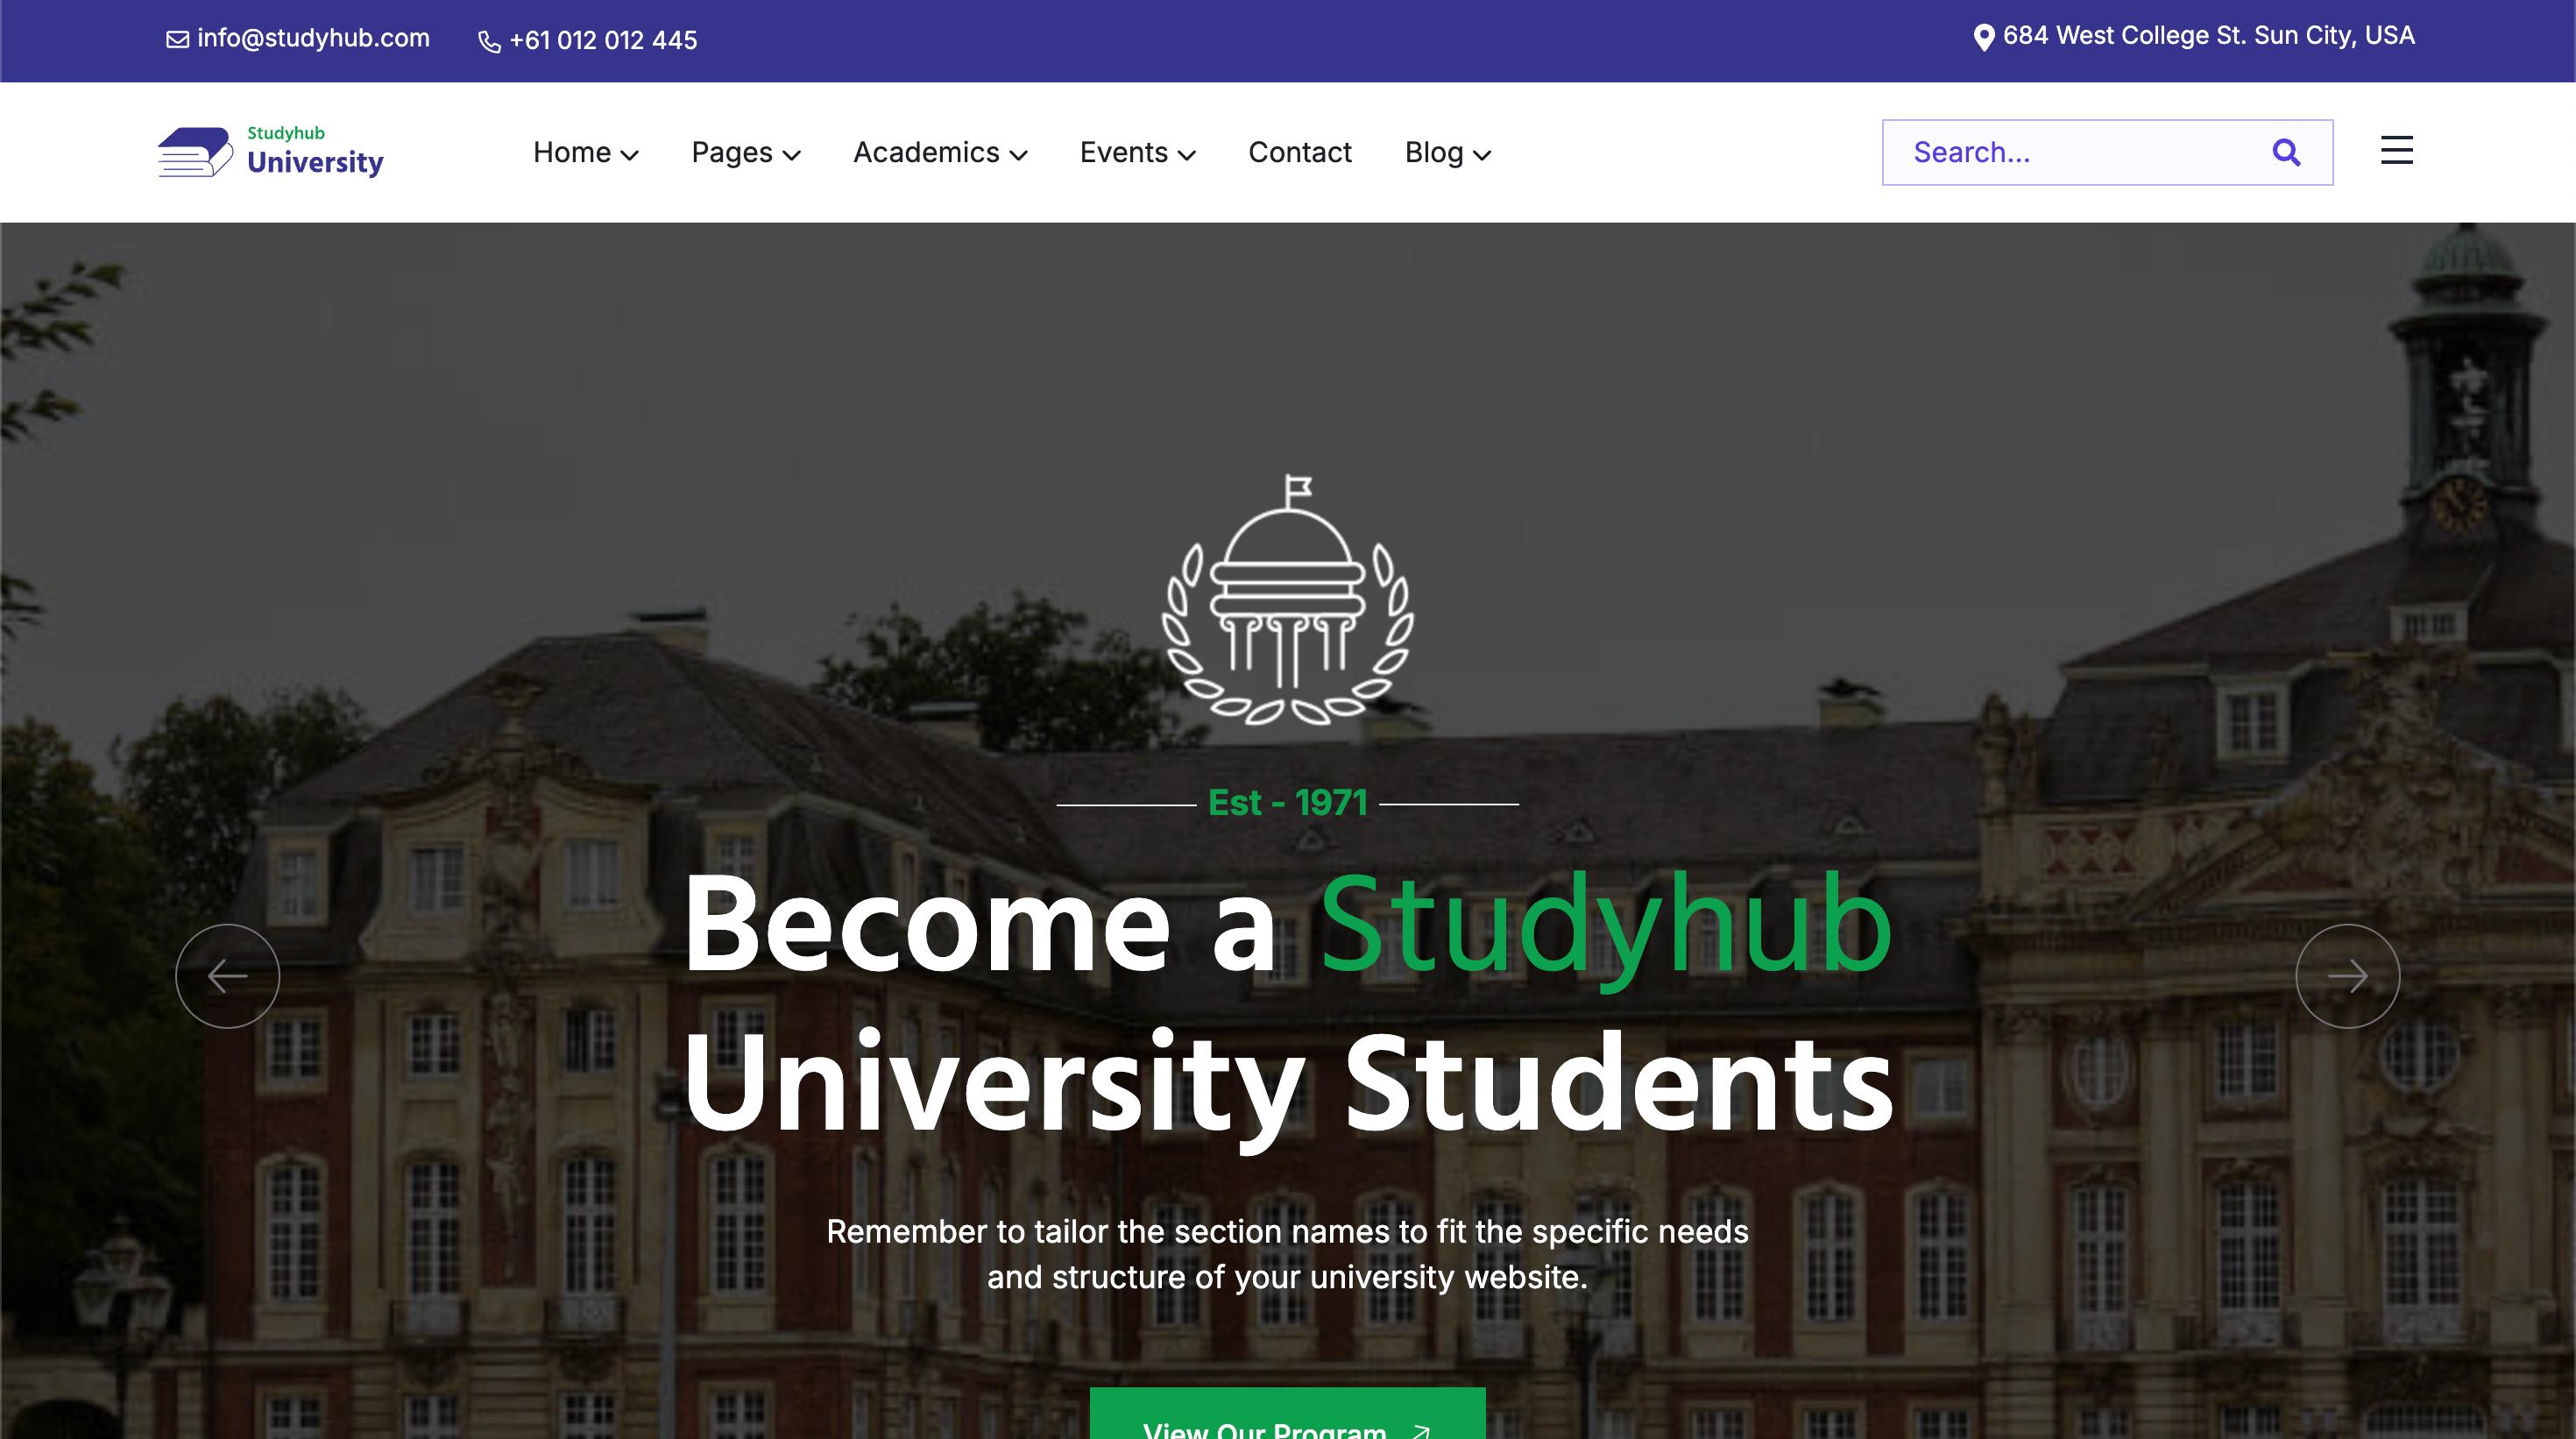 info@studyhub.com
+61 012 012 445
684 West College St. Sun City, USA
Studyhub
University
Home
Pages
Academics
Events
Contact
Blog
Search...
Est - 1971
Become a Studyhub
University Students
Remember to tailor the section names to fit the specific needs
and structure of your university website.
View Our Program